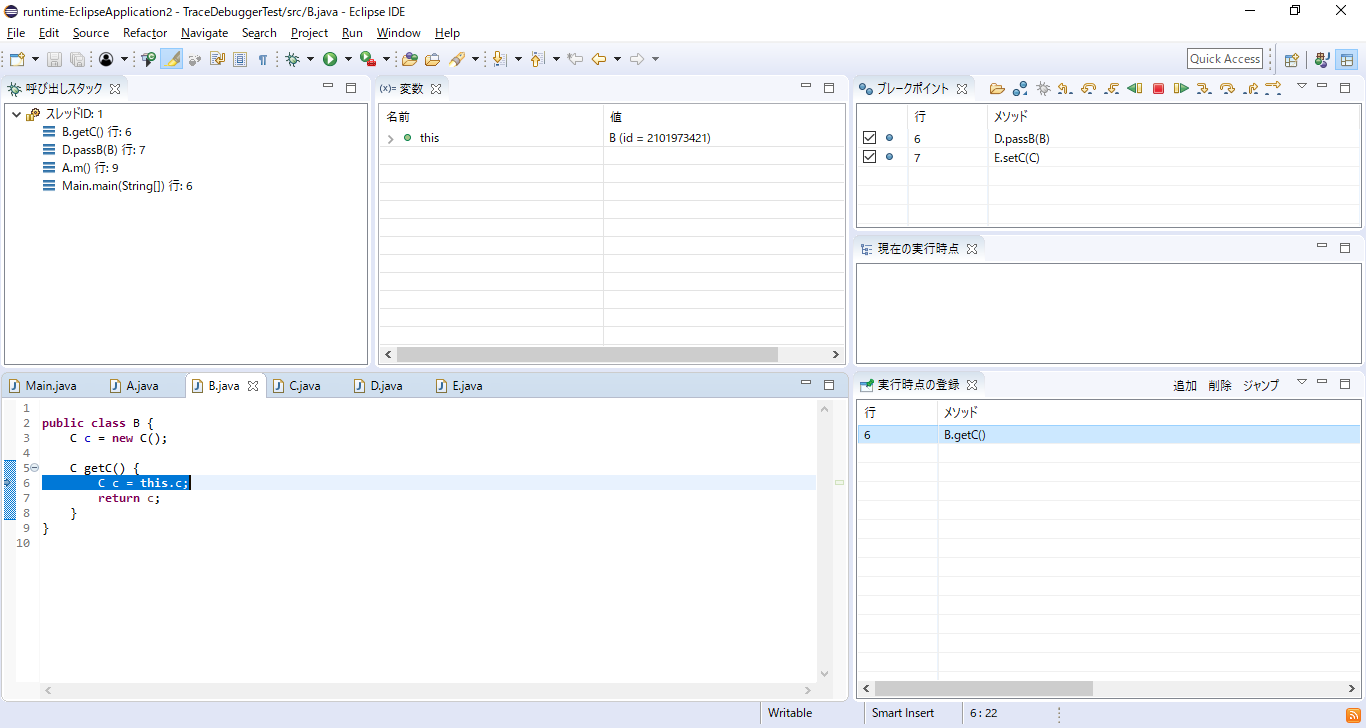 runtime-EclipseApplication2 - TraceDebuggerTest/src/B.java - Eclipse IDE
File Edit Source Refactor Navigate Search Project Run Window Help
Quick Access
呼び出しスタック
スレッドID: 1
B.getC() 行: 6
D.passB(B) 行: 7
A.m() 行: 9
Main.main(String[]) 行: 6
(x)= 変数
名前 値
this B (id = 2101973421)
ブレークポイント
行 メソッド
6 D.passB(B)
7 E.setC(C)
現在の実行時点
Main.java A.java B.java C.java D.java E.java
1
2 public class B {
3 C c = new C();
4
5 C getC() {
6 C c = this.c;
7 return c;
8 }
9 }
10
実行時点の登録 追加 削除 ジャンプ
行 メソッド
6 B.getC()
Writable Smart Insert 6 : 22